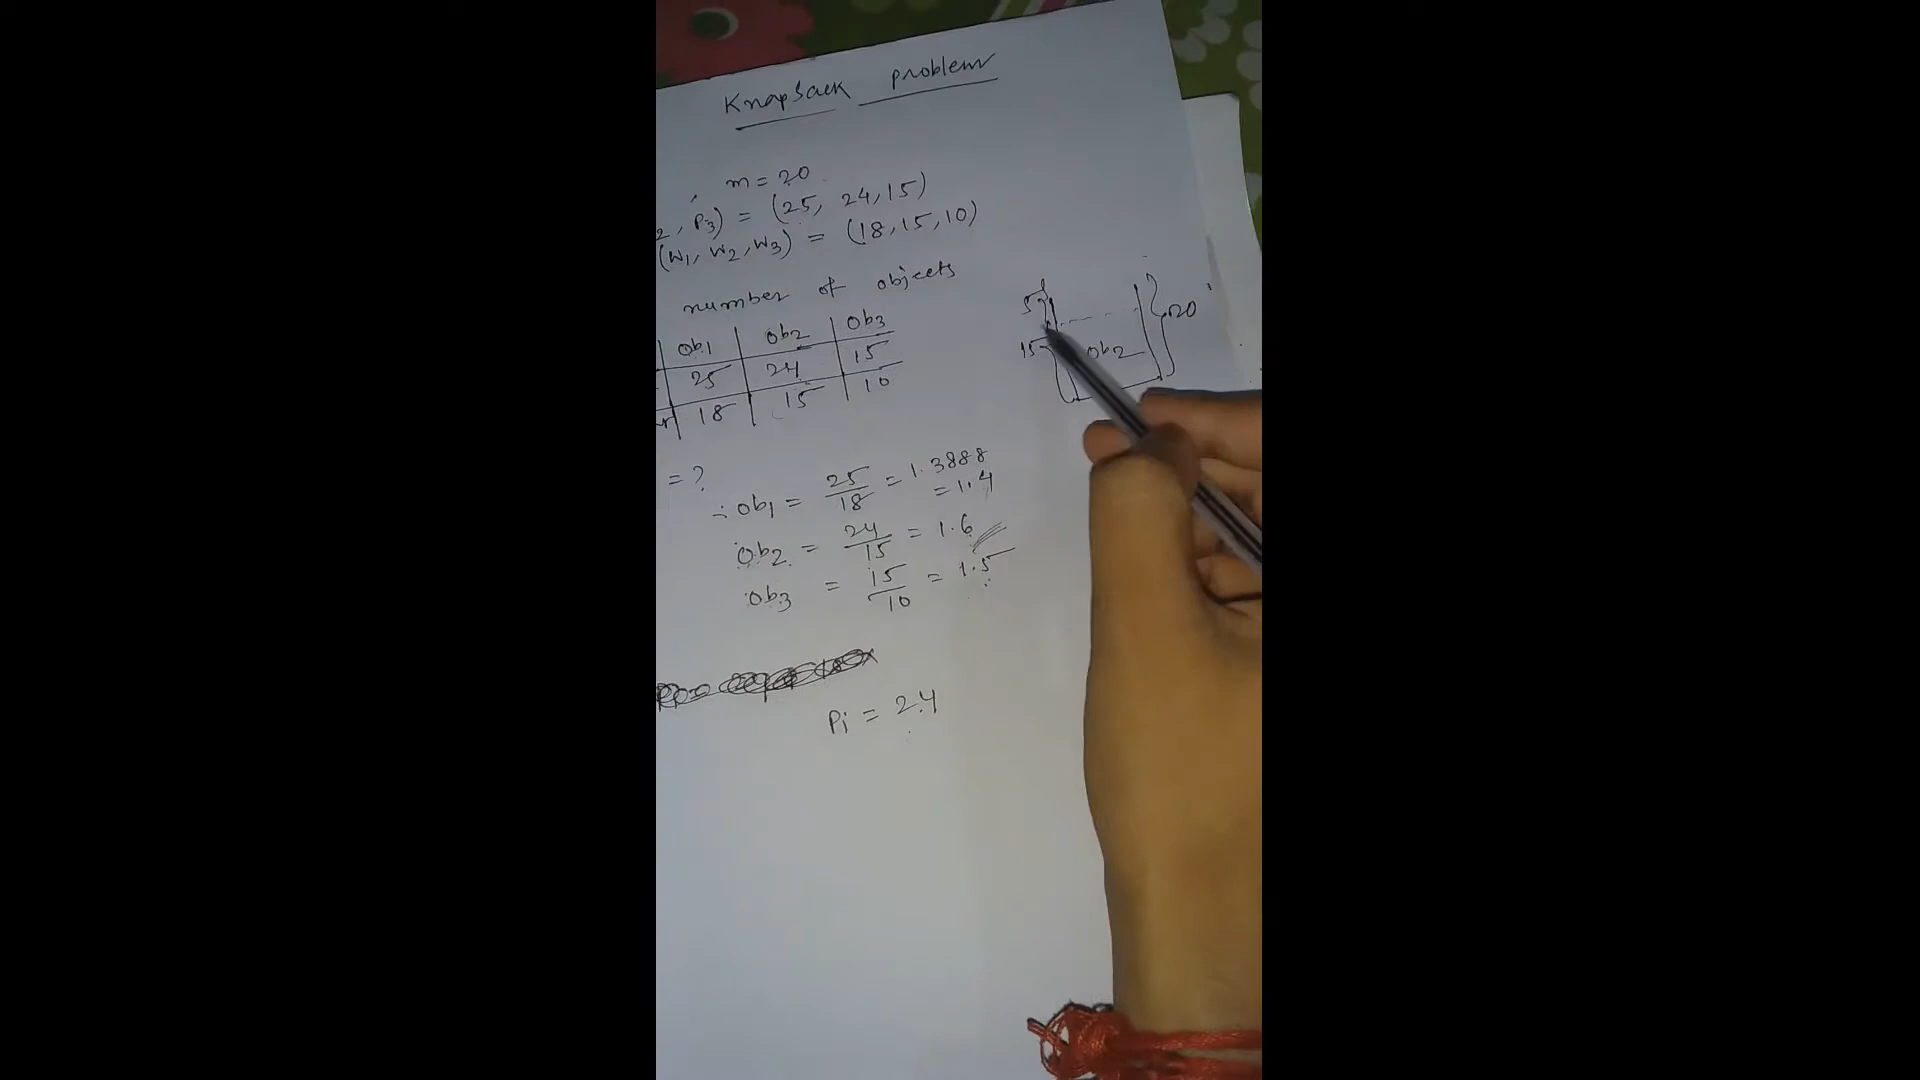 Knapsack problem
m = 20
2, P3) = (25, 24, 15)
(W1, W2, W3) = (18, 15, 10)
number of objects
Ob1 Ob2 Ob3
25 24 15
18 15 10
5
15
Ob2
20
= ?
Ob1 = 25/18 = 1.3888
= 1.4
Ob2 = 24/15 = 1.6
Ob3 = 15/10 = 1.5
Pi = 24